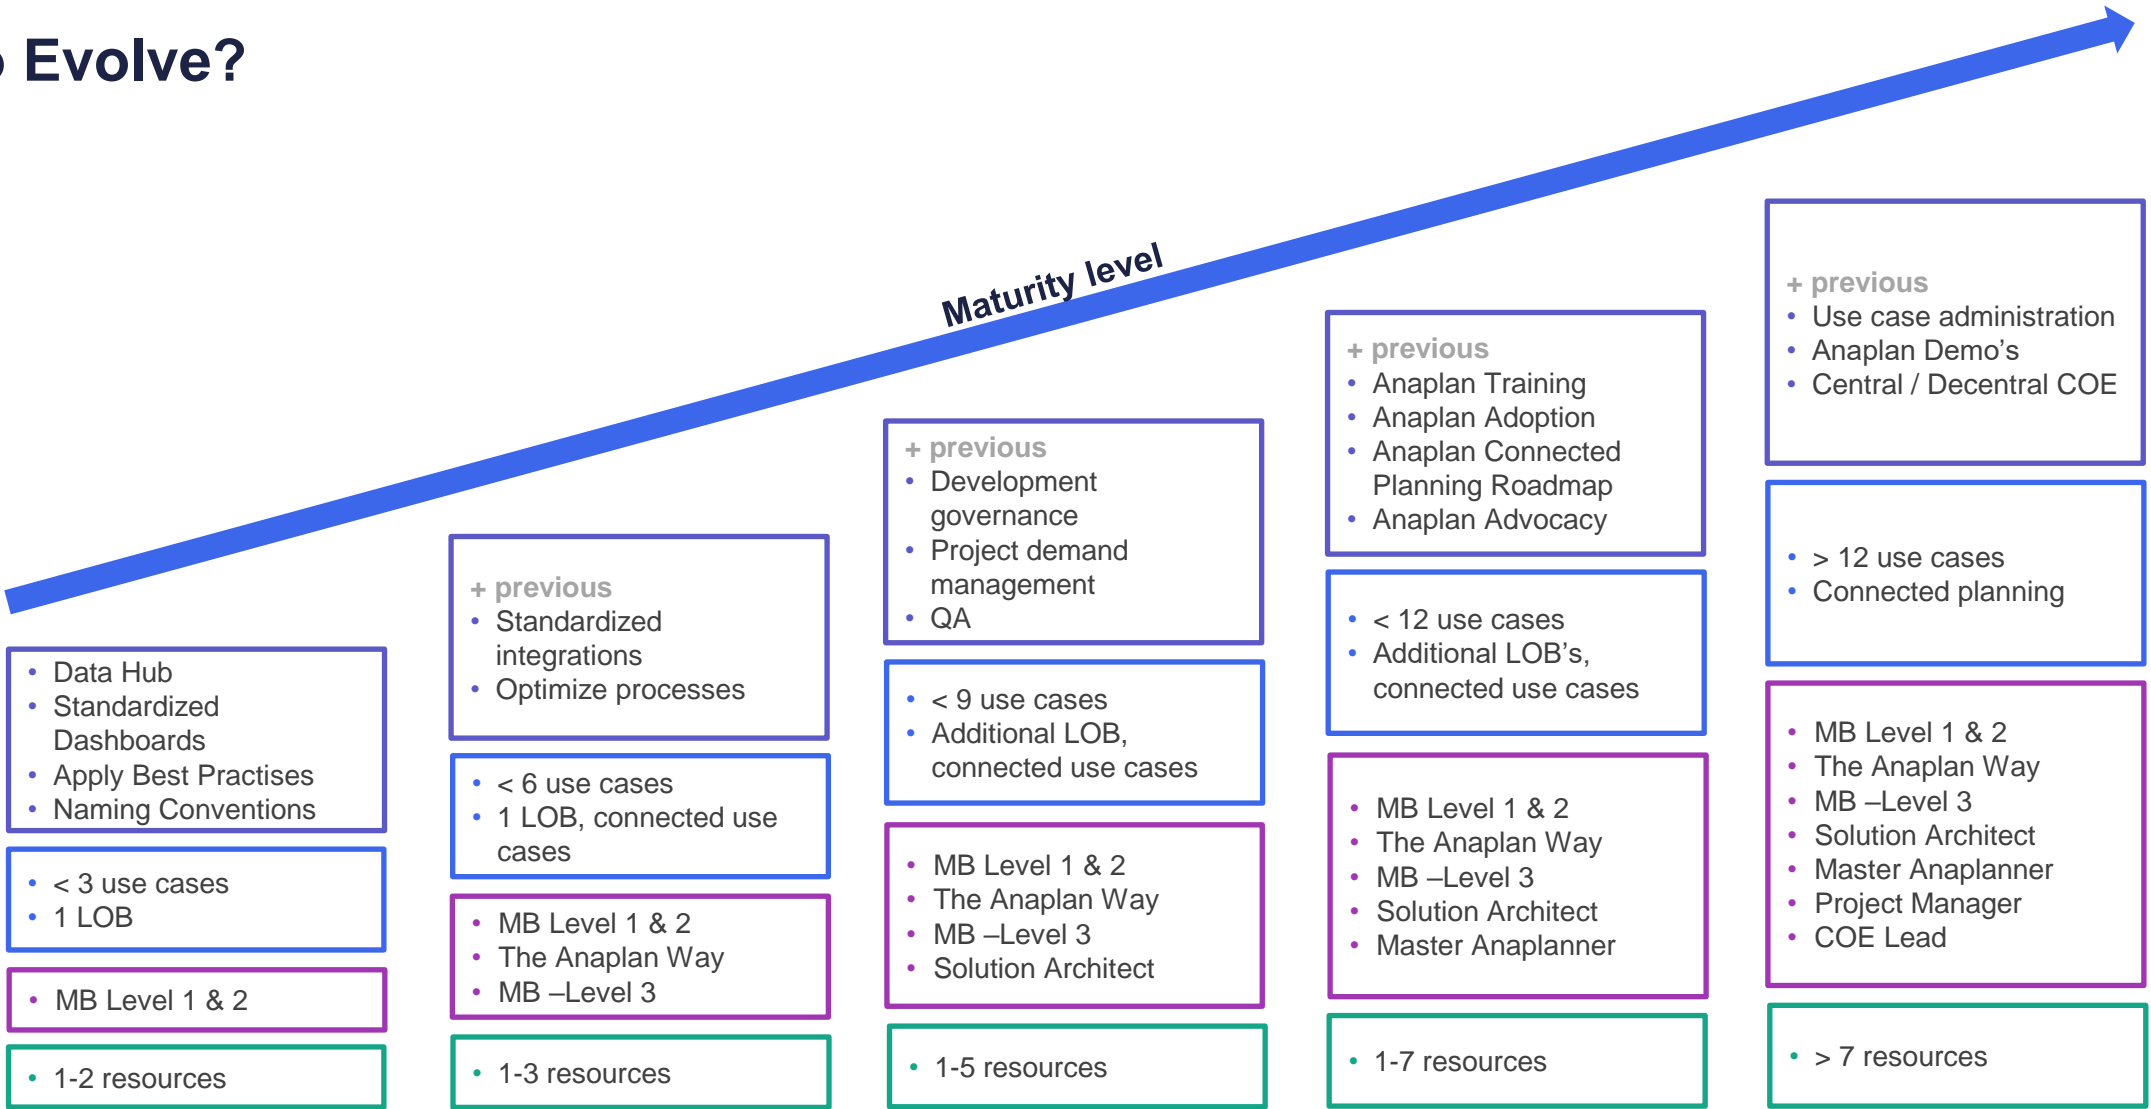 Evolve?
Maturity level
• Data Hub
• Standardized
Dashboards
• Apply Best Practises
• Naming Conventions
• < 3 use cases
• 1 LOB
• MB Level 1 & 2
• 1-2 resources
+ previous
• Standardized
integrations
• Optimize processes
• < 6 use cases
• 1 LOB, connected use
cases
• MB Level 1 & 2
• The Anaplan Way
• MB –Level 3
• 1-3 resources
+ previous
• Development
governance
• Project demand
management
• QA
• < 9 use cases
• Additional LOB,
connected use cases
• MB Level 1 & 2
• The Anaplan Way
• MB –Level 3
• Solution Architect
• 1-5 resources
+ previous
• Anaplan Training
• Anaplan Adoption
• Anaplan Connected
Planning Roadmap
• Anaplan Advocacy
• < 12 use cases
• Additional LOB's,
connected use cases
• MB Level 1 & 2
• The Anaplan Way
• MB –Level 3
• Solution Architect
• Master Anaplanner
• 1-7 resources
+ previous
• Use case administration
• Anaplan Demo's
• Central / Decentral COE
• > 12 use cases
• Connected planning
• MB Level 1 & 2
• The Anaplan Way
• MB –Level 3
• Solution Architect
• Master Anaplanner
• Project Manager
• COE Lead
• > 7 resources